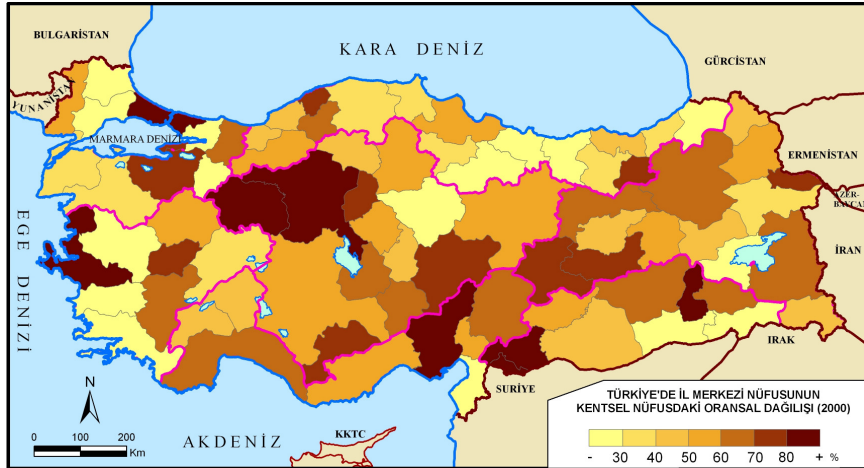 BULGARİSTAN
KARA DENİZ
GÜRCİSTAN
YUNANİSTA
MARMARA DENİZİ
ERMENİSTAN
AZER-
BAYCAN
EGE DENİZİ
İRAN
IRAK
N
SURİYE
TÜRKİYE'DE İL MERKEZİ NÜFUSUNUN
KENTSEL NÜFUSDAKİ ORANSAL DAĞILIŞI (2000)
AKDENİZ
KKTC
0 100 200
Km
- 30 40 50 60 70 80 + %